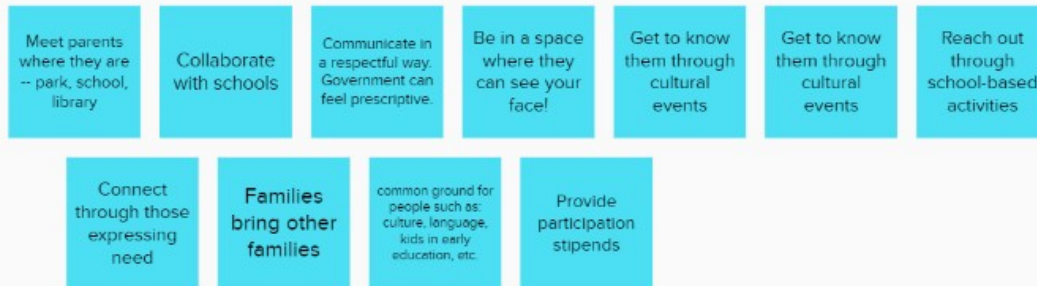 Meet parents
where they are
-- park, school,
library
Collaborate
with schools
Communicate in
a respectful way.
Government can
feel prescriptive.
Be in a space
where they
can see your
face!
Get to know
them through
cultural
events
Get to know
them through
cultural
events
Reach out
through
school-based
activities
Connect
through those
expressing
need
Families
bring other
families
common ground for
people such as:
culture, language,
kids in early
education, etc.
Provide
participation
stipends